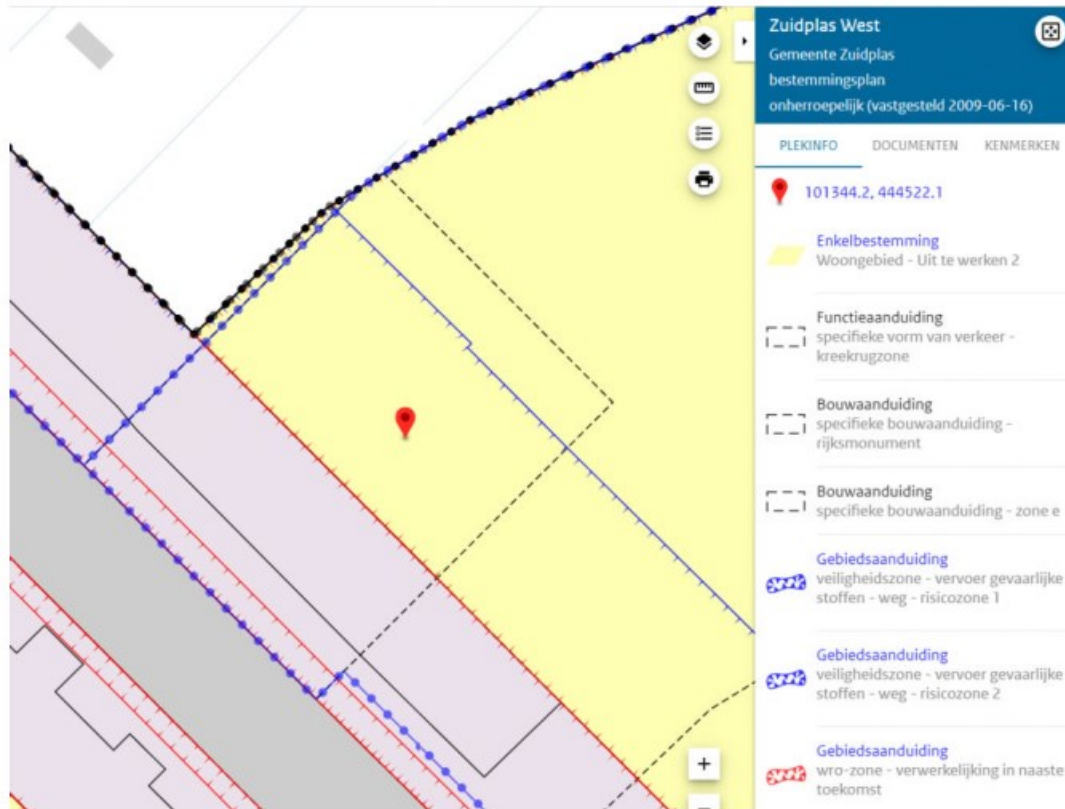 Zuidplas West
Gemeente Zuidplas
bestemmingsplan
onherroepelijk (vastgesteld 2009-06-16)
PLEKINFO DOCUMENTEN KENMERKEN
101344.2, 444522.1
Enkelbestemming
Woongebied - Uit te werken 2
Functieaanduiding
specifieke vorm van verkeer -
kreekrugzone
Bouwaanduiding
specifieke bouwaanduiding -
rijksmonument
Bouwaanduiding
specifieke bouwaanduiding - zone e
Gebiedsaanduiding
veiligheidszone - vervoer gevaarlijke
stoffen - weg - risicozone 1
Gebiedsaanduiding
veiligheidszone - vervoer gevaarlijke
stoffen - weg - risicozone 2
Gebiedsaanduiding
wro-zone - verwerkelijking in naaste
toekomst